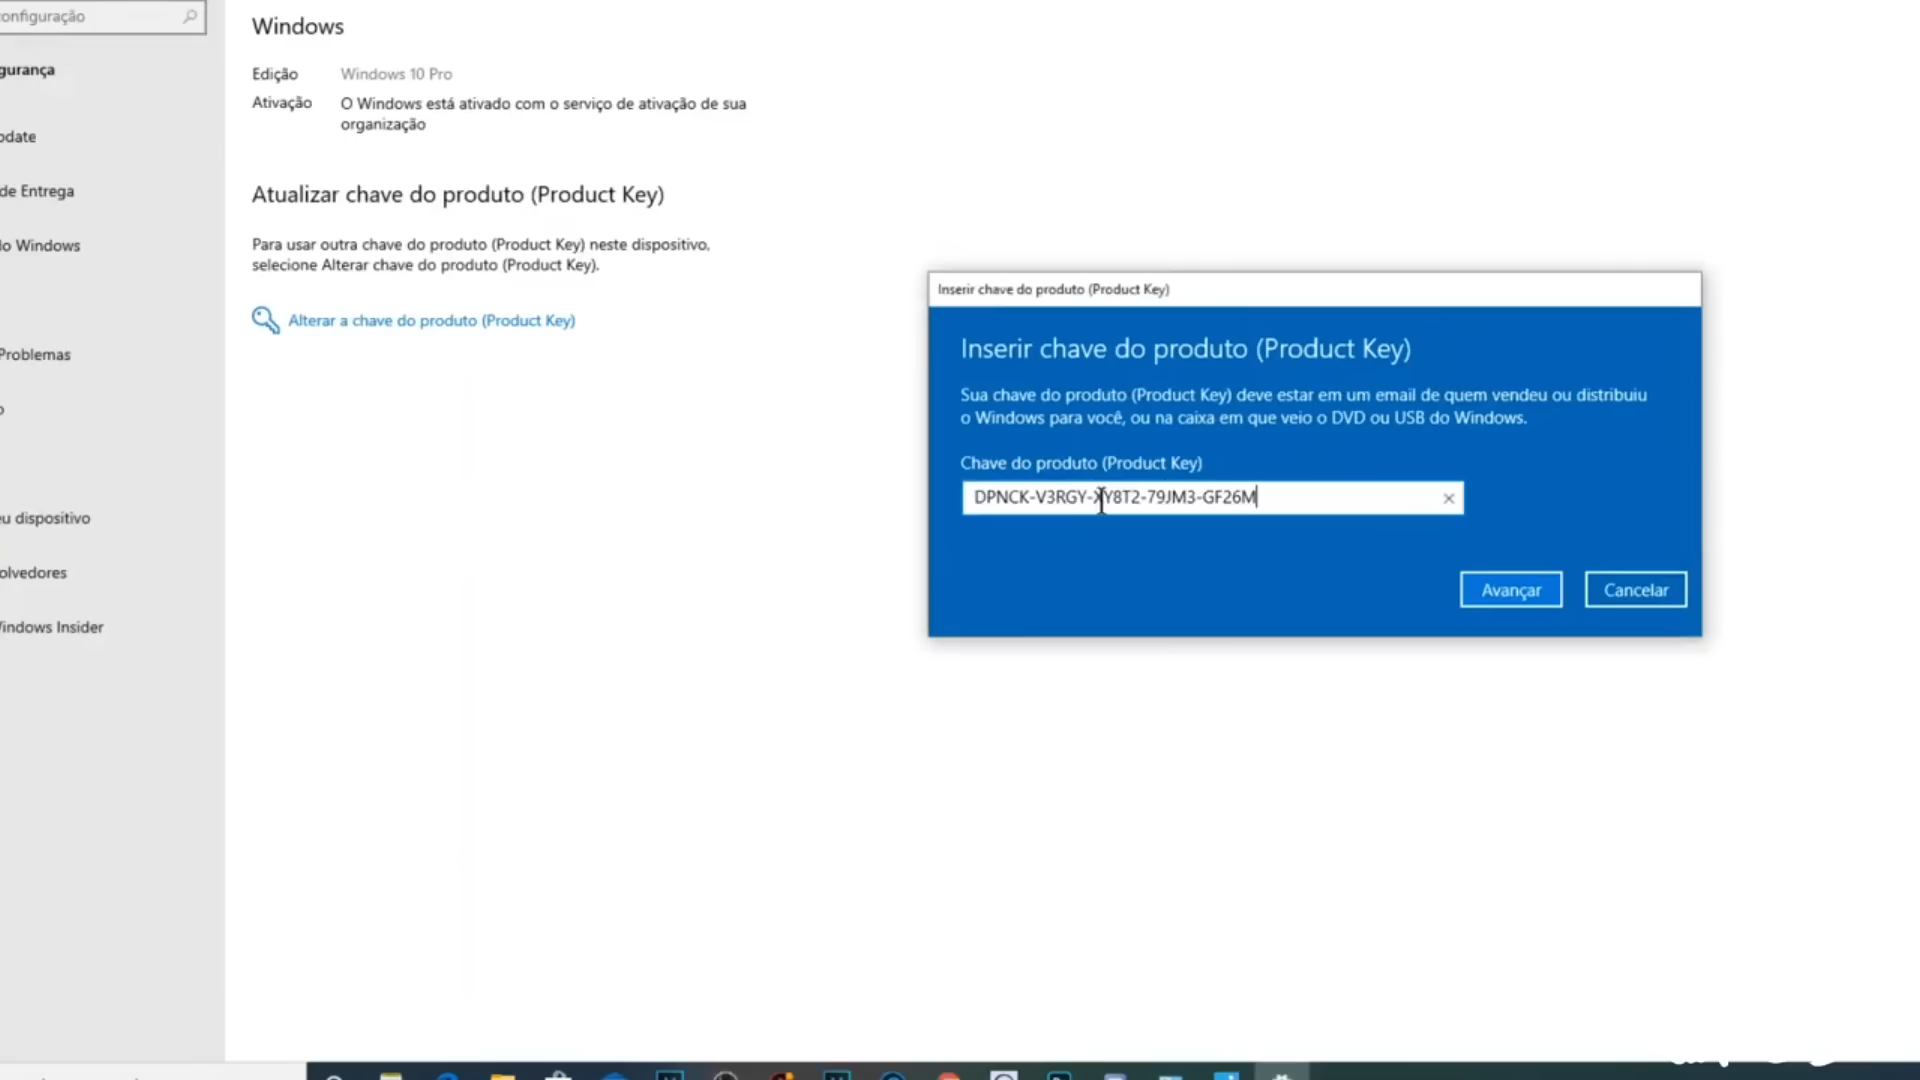 onfiguração
gurança
pdate
de Entrega
lo Windows
Problemas
o
eu dispositivo
olvedores
Windows Insider
Windows
Edição Windows 10 Pro
Ativação O Windows está ativado com o serviço de ativação de sua
organização
Atualizar chave do produto (Product Key)
Para usar outra chave do produto (Product Key) neste dispositivo,
selecione Alterar chave do produto (Product Key).
Alterar a chave do produto (Product Key)
Inserir chave do produto (Product Key)
Inserir chave do produto (Product Key)
Sua chave do produto (Product Key) deve estar em um email de quem vendeu ou distribuiu
o Windows para você, ou na caixa em que veio o DVD ou USB do Windows.
Chave do produto (Product Key)
DPNCK-V3RGY-XY8T2-79JM3-GF26M
Avançar
Cancelar